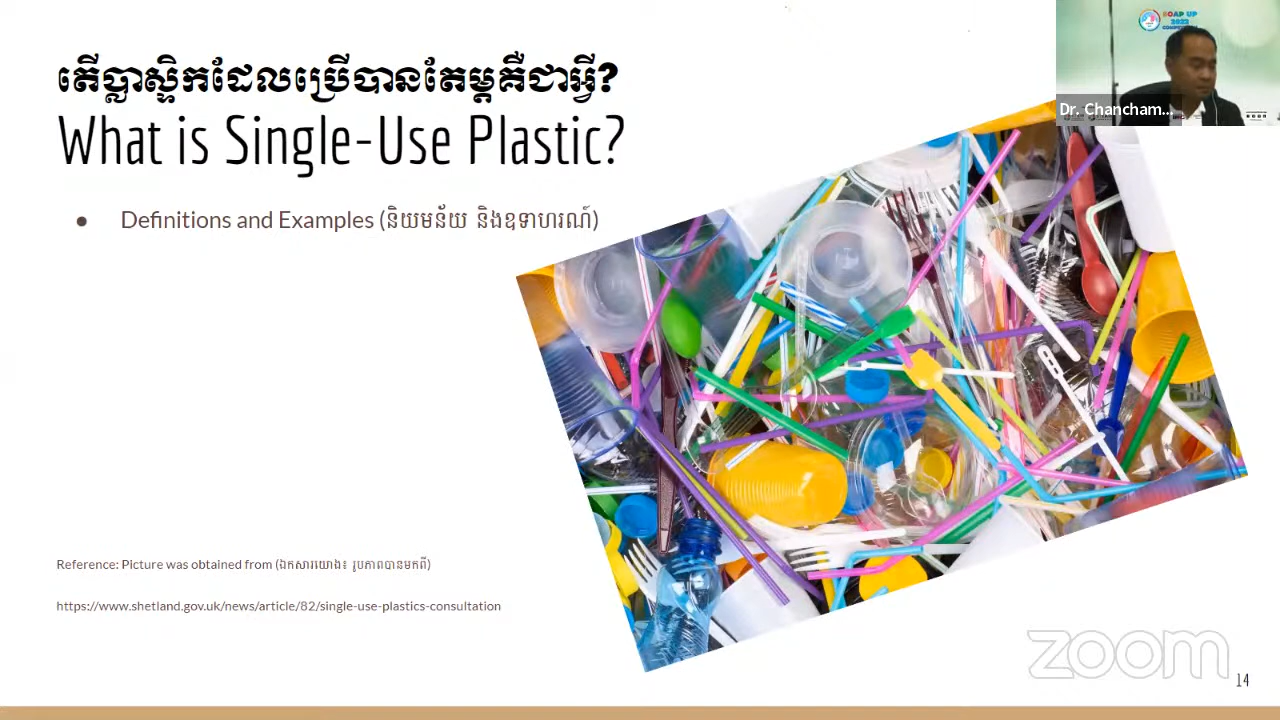 តើប្លាស្ទិកដែលប្រើបានតែម្តគឺជាអ្វី?
What is Single-Use Plastic?
● Definitions and Examples (និយមន័យ និងឧទាហរណ៍)
Reference: Picture was obtained from (ឯកសារយោង៖ រូបភាពបានមកពី)
https://www.shetland.gov.uk/news/article/82/single-use-plastics-consultation
SOAP UP
2022
Dr. Chancham...
zoom
14